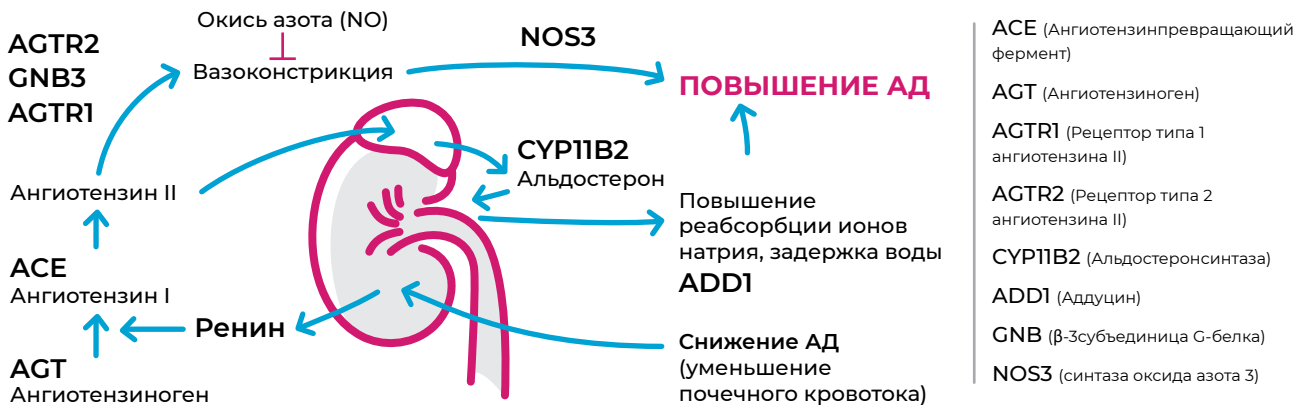 Окись азота (NO)
AGTR2
GNB3
AGTR1
Вазоконстрикция
NOS3
ПОВЫШЕНИЕ АД
CYP11B2
Альдостерон
Ангиотензин II
Повышение
реабсорбции ионов
натрия, задержка воды
ADD1
ACE
Ангиотензин I
Ренин
AGT
Ангиотензиноген
Снижение АД
(уменьшение
почечного кровотока)
ACE (Ангиотензинпревращающий
фермент)
AGT (Ангиотензиноген)
AGTR1 (Рецептор типа 1
ангиотензина II)
AGTR2 (Рецептор типа 2
ангиотензина II)
CYP11B2 (Альдостеронсинтаза)
ADD1 (Аддуцин)
GNB (β-3субъединица G-белка)
NOS3 (синтаза оксида азота 3)